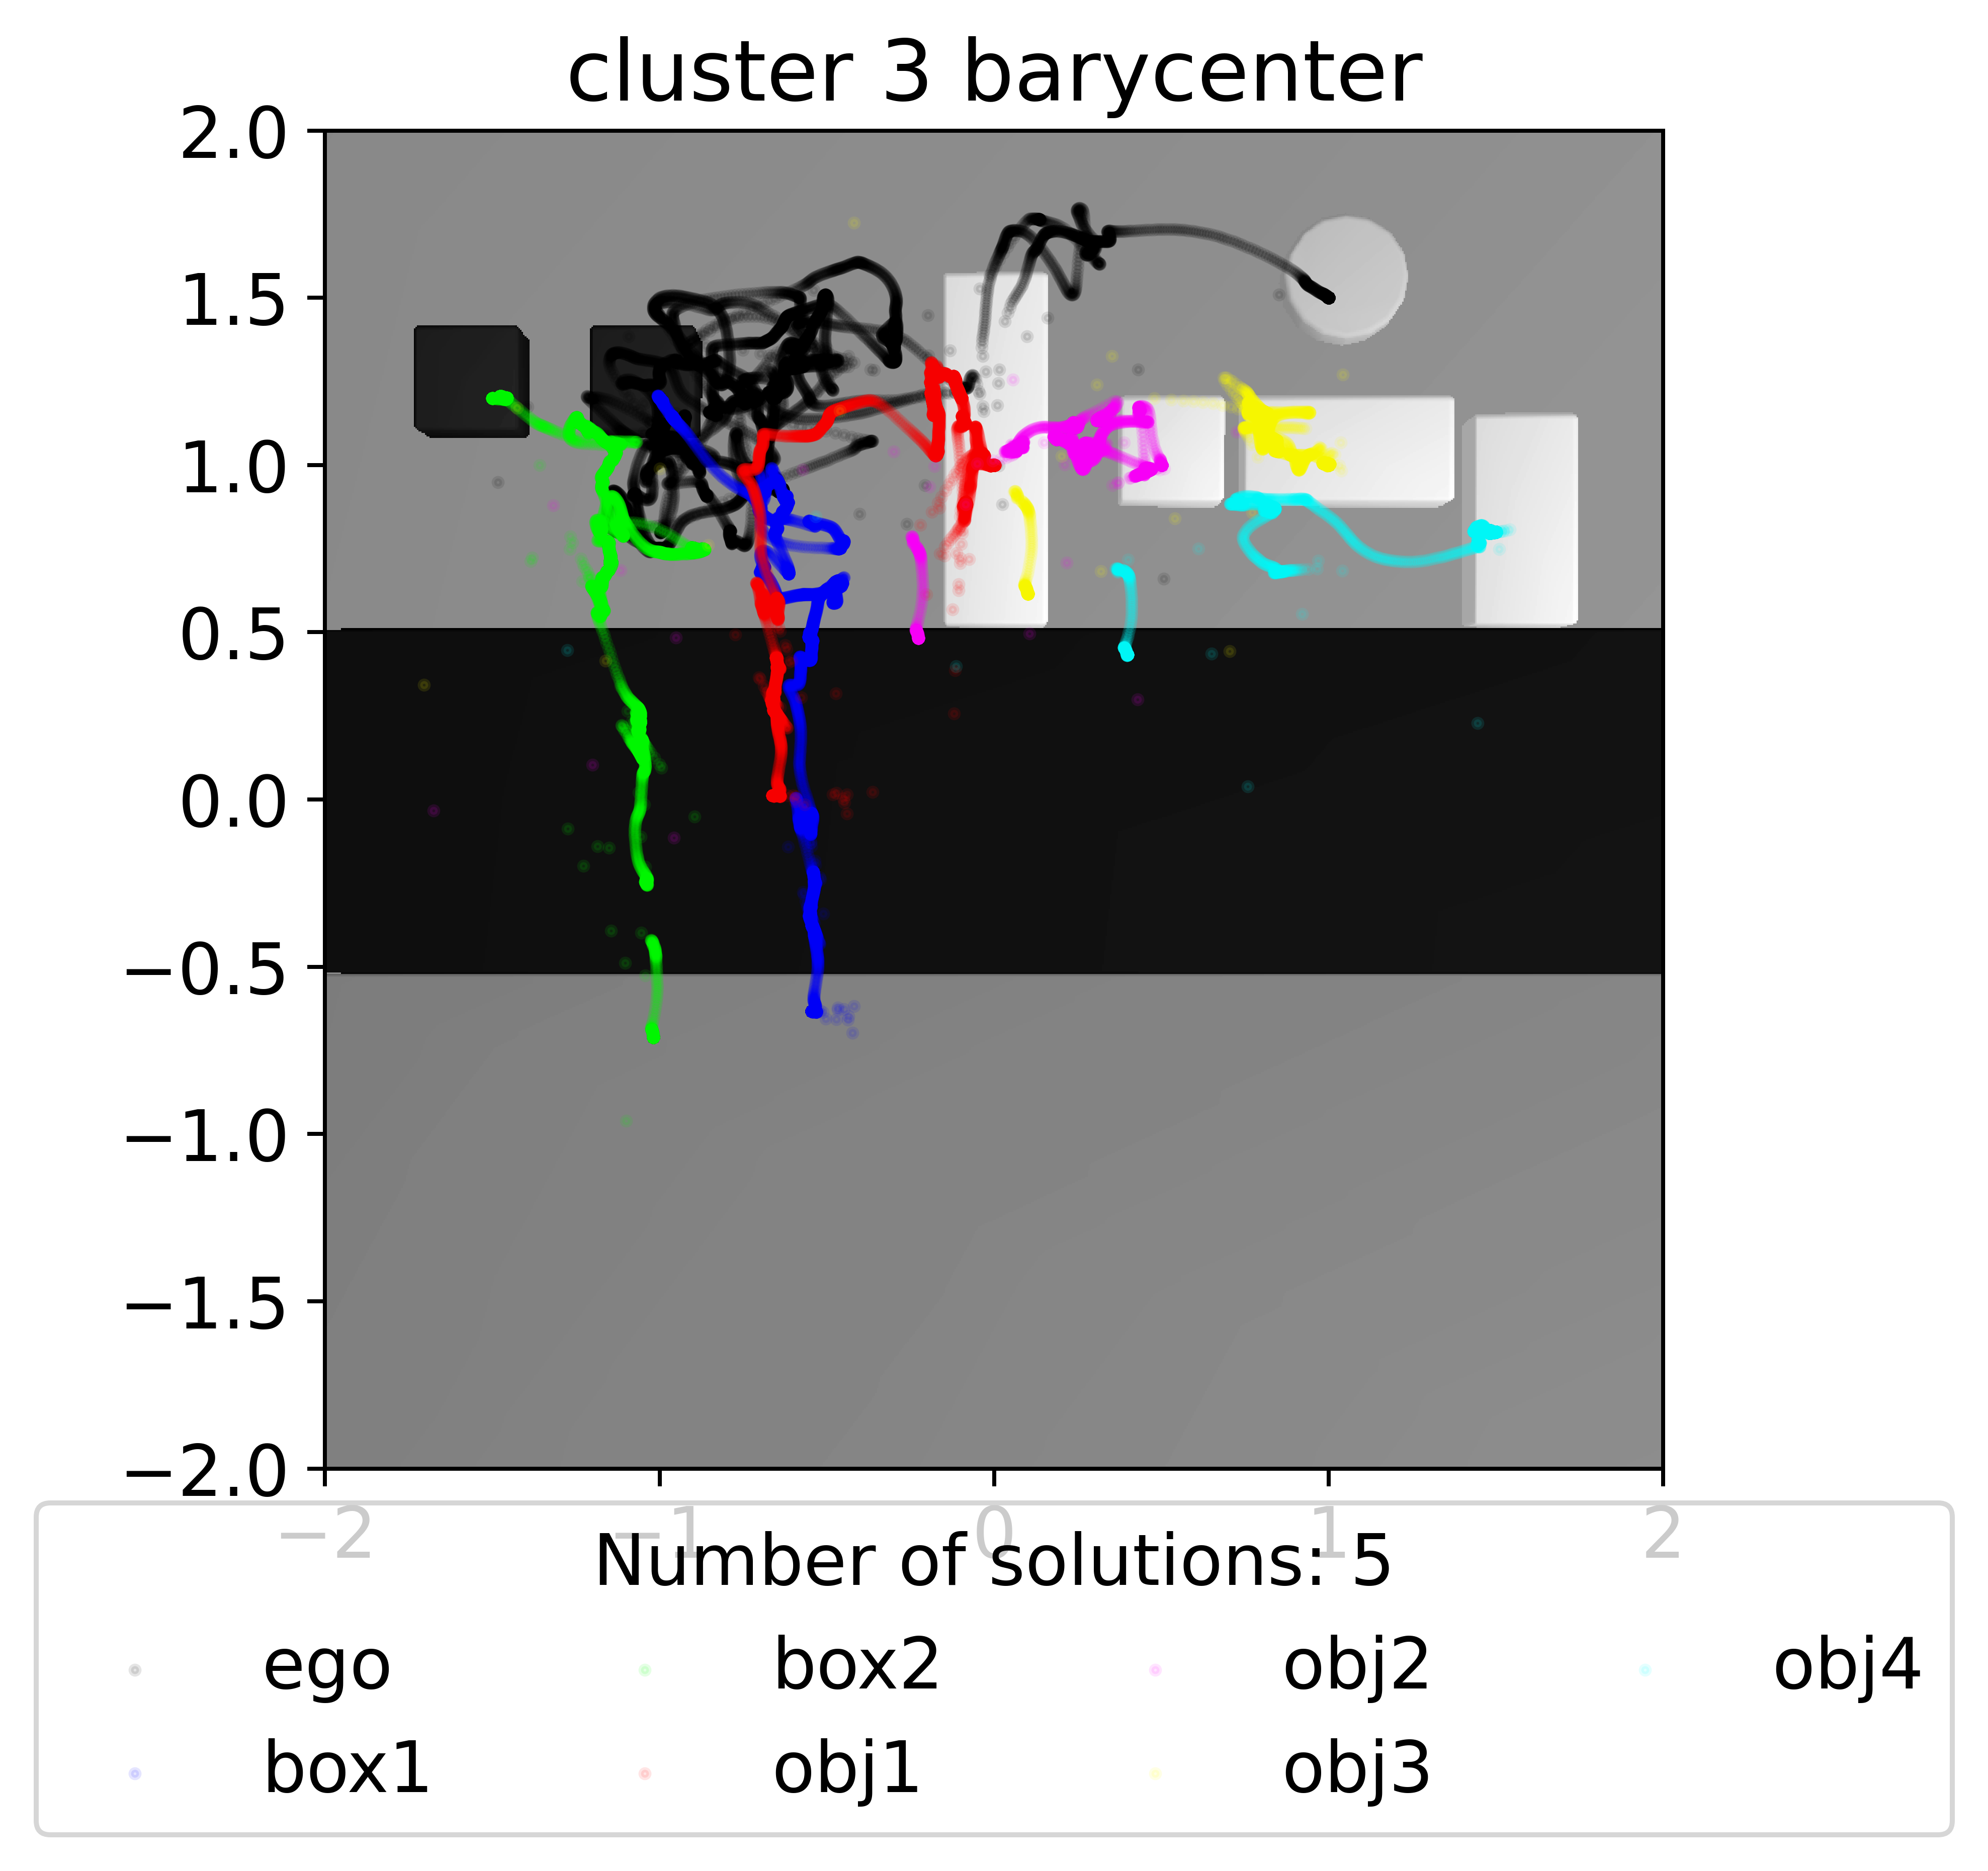 cluster 3 barycenter
2.0
1.5
1.0
0.5
0.0
−0.5
−1.0
−1.5
−2.0
−2 −1 0 1 2
Number of solutions: 5
ego box2 obj2 obj4
box1 obj1 obj3